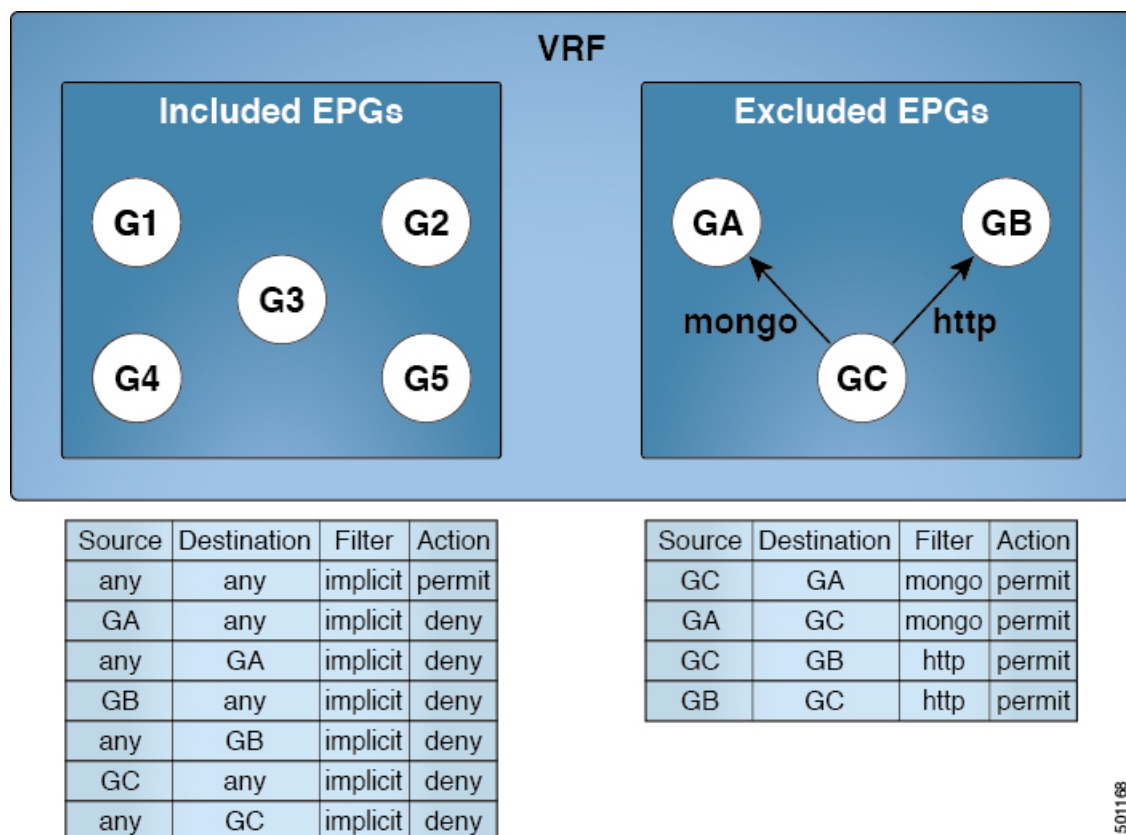 VRF
Included EPGs
G1
G2
G3
G4
G5
Excluded EPGs
GA
GB
mongo
http
GC
Source Destination Filter Action
any any implicit permit
GA any implicit deny
any GA implicit deny
GB any implicit deny
any GB implicit deny
GC any implicit deny
any GC implicit deny
Source Destination Filter Action
GC GA mongo permit
GA GC mongo permit
GC GB http permit
GB GC http permit
501168